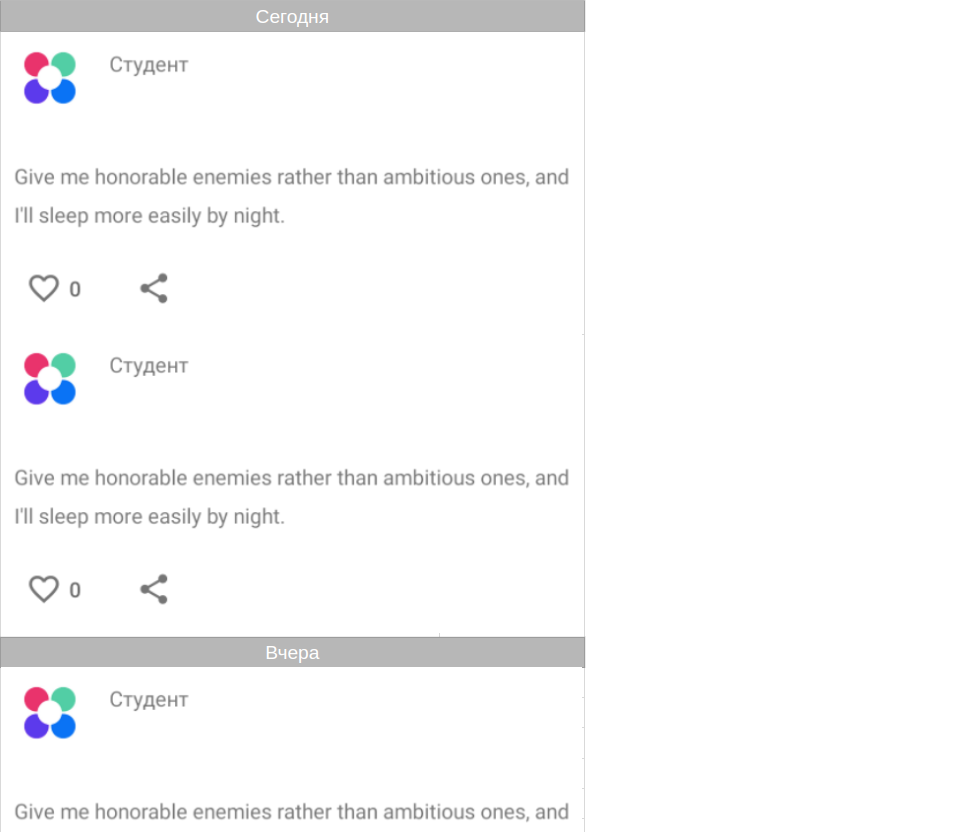 Сегодня
Студент
Give me honorable enemies rather than ambitious ones, and
I'll sleep more easily by night.
0
Студент
Give me honorable enemies rather than ambitious ones, and
I'll sleep more easily by night.
0
Вчера
Студент
Give me honorable enemies rather than ambitious ones, and